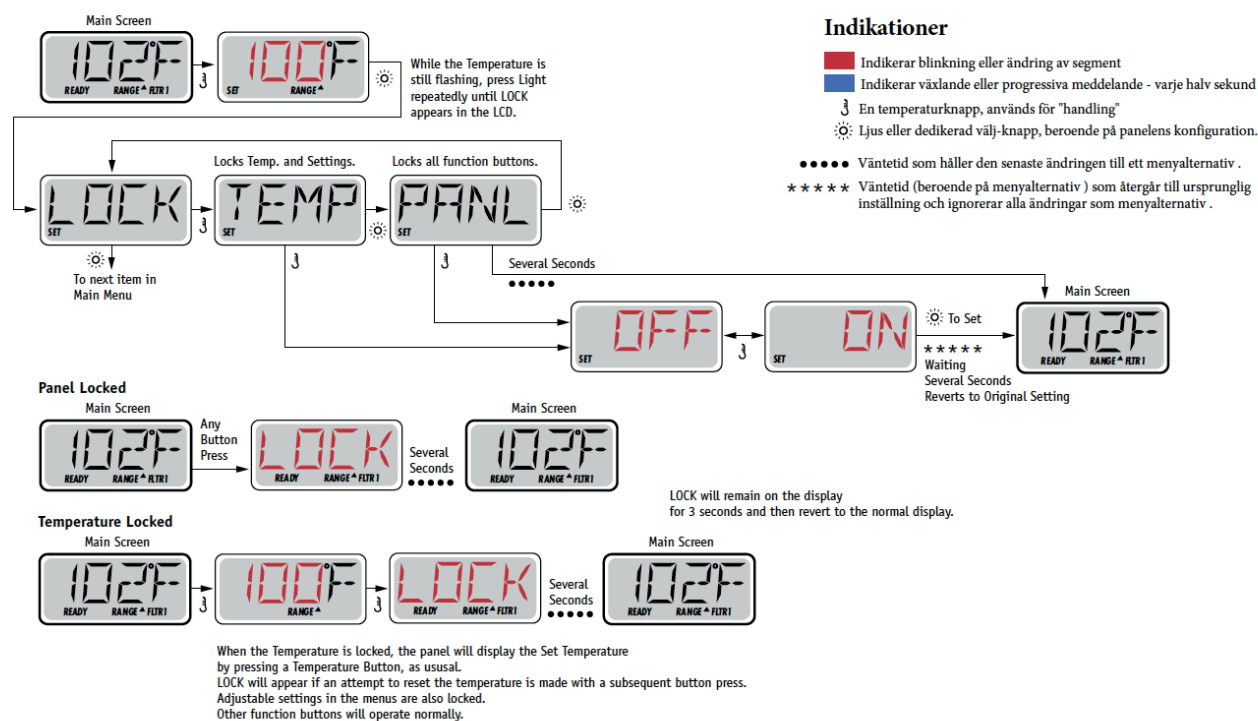 Main Screen
102°F
READY RANGE FLTR1
100°F
SET RANGE
While the Temperature is
still flashing, press Light
repeatedly until LOCK
appears in the LCD.
Indikationer
Indikerar blinkning eller ändring av segment
Indikerar växlande eller progressiva meddelande - varje halv sekund
En temperaturknapp, används för "handling"
Ljus eller dedikerad välj-knapp, beroende på panelens konfiguration.
••••• Väntetid som håller den senaste ändringen till ett menyalternativ .
***** Väntetid (beroende på menyalternativ ) som återgår till ursprunglig
inställning och ignorerar alla ändringar som menyalternativ .
LOCK
SET
Locks Temp. and Settings.
TEMP
SET
Locks all function buttons.
PANL
SET
To next item in
Main Menu
Several Seconds
•••••
OFF
SET
ON
SET
To Set
*****
Waiting
Several Seconds
Reverts to Original Setting
Main Screen
102°F
READY RANGE FLTR1
Panel Locked
Main Screen
102°F
READY RANGE FLTR1
Any
Button
Press
LOCK
READY RANGE FLTR1
Several
Seconds
•••••
Main Screen
102°F
READY RANGE FLTR1
LOCK will remain on the display
for 3 seconds and then revert to the normal display.
Temperature Locked
Main Screen
102°F
READY RANGE FLTR1
100°F
RANGE
LOCK
READY RANGE FLTR1
Several
Seconds
•••••
Main Screen
102°F
READY RANGE FLTR1
When the Temperature is locked, the panel will display the Set Temperature
by pressing a Temperature Button, as ususal.
LOCK will appear if an attempt to reset the temperature is made with a subsequent button press.
Adjustable settings in the menus are also locked.
Other function buttons will operate normally.